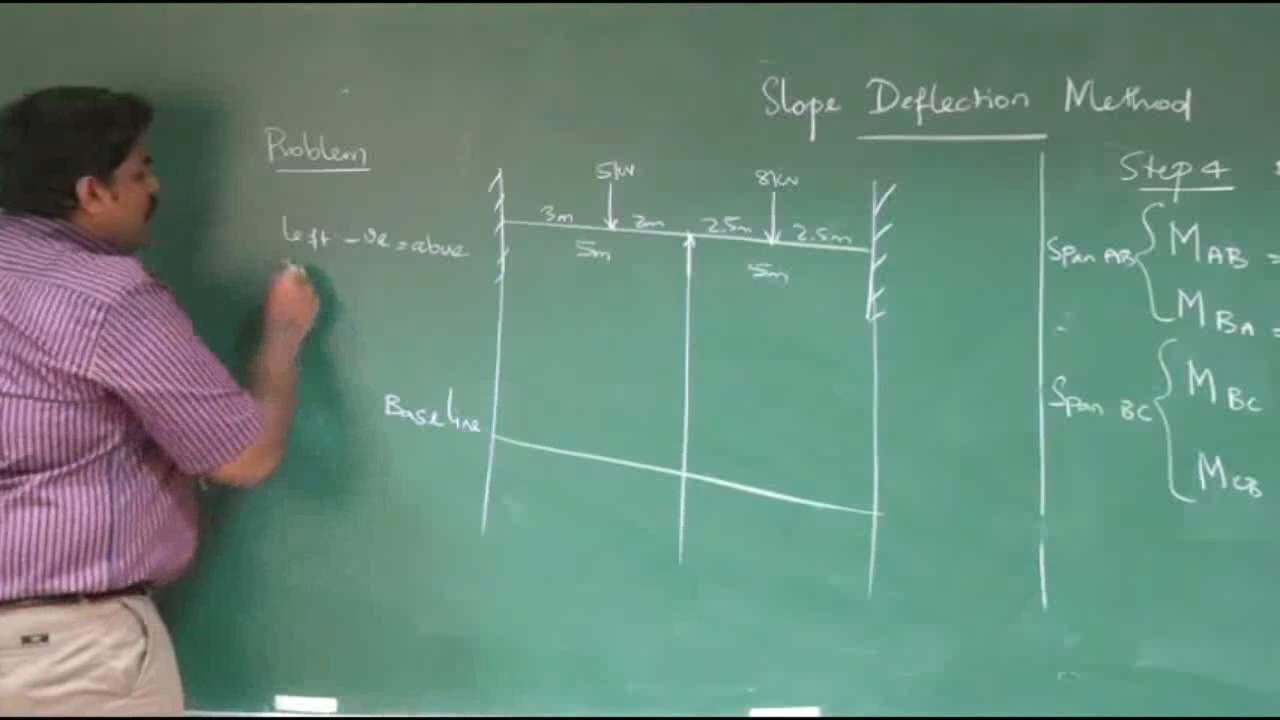 Slope Deflection Method
Problem
Left -ve = above
5kN
8kN
3m
2m
2.5m
2.5m
5m
5m
Base line
Step 4
Span AB
M AB =
M BA =
Span BC
M BC
M CB